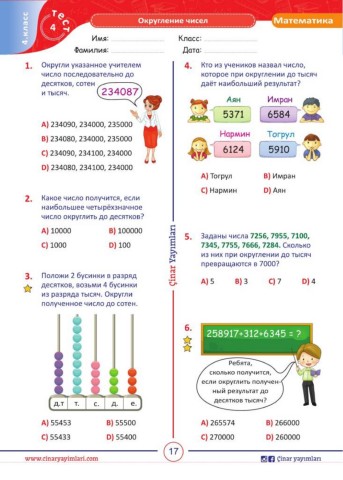 4. класс
тест
4
Округление чисел
Математика
Имя:
Класс:
Фамилия:
Дата:
1. Округли указанное учителем
число последовательно до
десятков, сотен
и тысяч.
234087
A) 234090, 234000, 235000
B) 234080, 234000, 235000
C) 234090, 234100, 234000
D) 234080, 234100, 234000
2. Какое число получится, если
наибольшее четырёхзначное
число округлить до десятков?
A) 10000
B) 100000
C) 1000
D) 100
3. Положи 2 бусинки в разряд
десятков, возьми 4 бусинки
из разряда тысяч. Округли
полученное число до сотен.
д.т т. с. д. е.
A) 55453
B) 55500
C) 55433
D) 55400
Çinar Yayımları
4. Кто из учеников назвал число,
которое при округлении до тысяч
даёт наибольший результат?
Аян
Имран
5371
6584
Нармин
Тогрул
6124
5910
A) Тогрул
B) Имран
C) Нармин
D) Аян
5. Заданы числа 7256, 7955, 7100,
7345, 7755, 7666, 7284. Сколько
из них при округлении до тысяч
превращаются в 7000?
A) 5
B) 3
C) 7
D) 4
6.
258917+312+6345 = ?
Ребята,
сколько получится,
если округлить получен-
ный результат до
десятков тысяч?
A) 265574
B) 266000
C) 270000
D) 260000
www.cinaryayimlari.com
17
Çinar yayımları